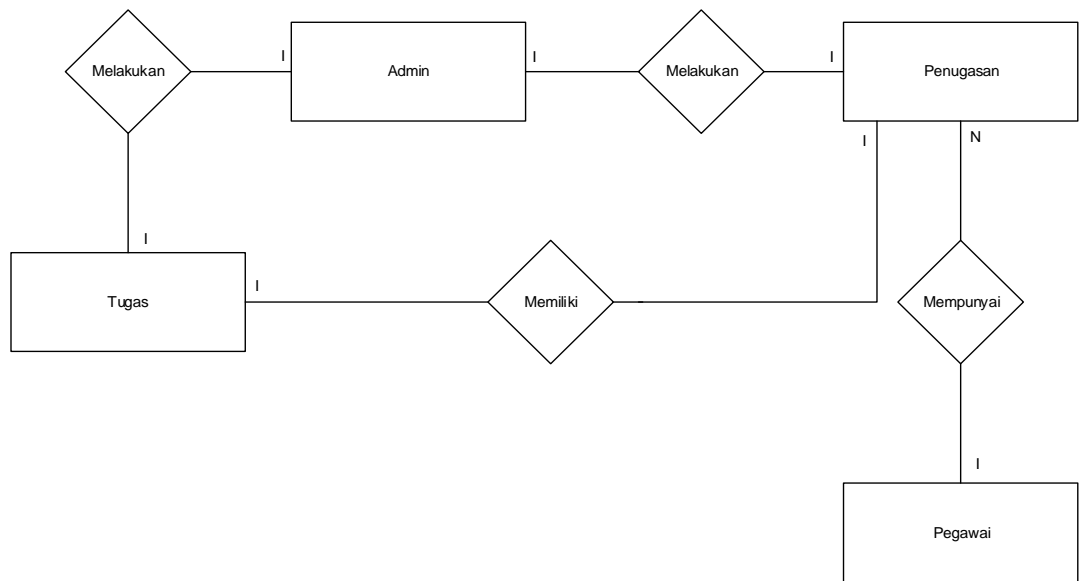 Melakukan
I
Admin
I
Melakukan
I
Penugasan
I
N
I
Tugas
I
Memiliki
Mempunyai
I
Pegawai